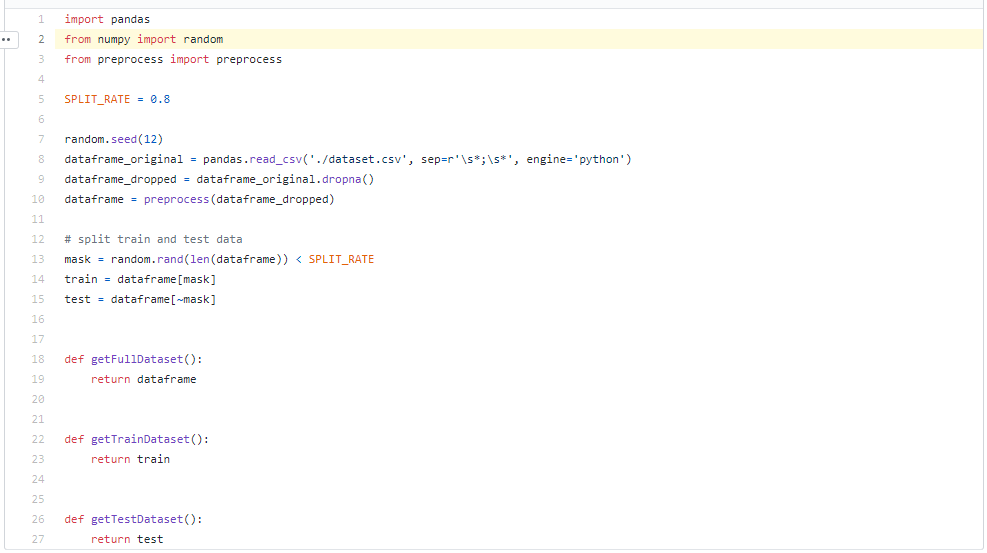 1 import pandas
2 from numpy import random
3 from preprocess import preprocess
4
5 SPLIT_RATE = 0.8
6
7 random.seed(12)
8 dataframe_original = pandas.read_csv('./dataset.csv', sep=r'\s*;\s*', engine='python')
9 dataframe_dropped = dataframe_original.dropna()
10 dataframe = preprocess(dataframe_dropped)
11
12 # split train and test data
13 mask = random.rand(len(dataframe)) < SPLIT_RATE
14 train = dataframe[mask]
15 test = dataframe[~mask]
16
17
18 def getFullDataset():
19     return dataframe
20
21
22 def getTrainDataset():
23     return train
24
25
26 def getTestDataset():
27     return test